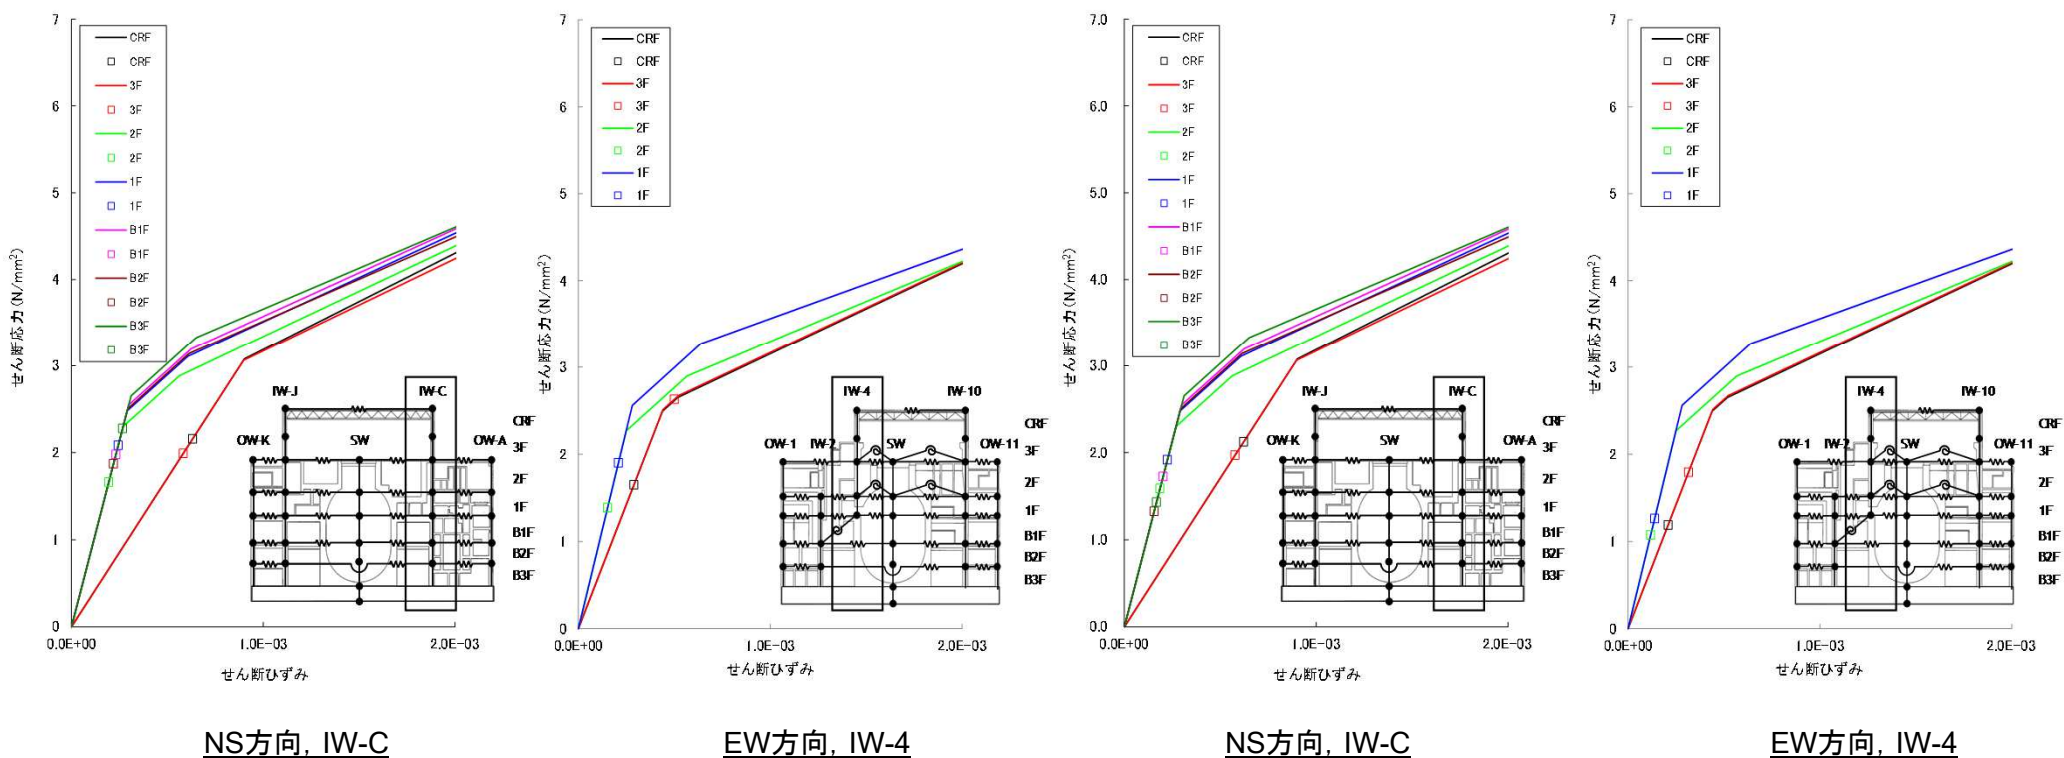 7
6
5
4
3
2
1
0
0.0E+00
1.0E-03
2.0E-03
せん断応力(N/mm²)
せん断ひずみ
CRF
CRF
3F
3F
2F
2F
1F
1F
B1F
B1F
B2F
B2F
B3F
B3F
IW-J
IW-C
OW-K
SW
OW-A
CRF
3F
2F
1F
B1F
B2F
B3F
NS方向, IW-C
7
6
5
4
3
2
1
0
0.0E+00
1.0E-03
2.0E-03
せん断応力(N/mm²)
せん断ひずみ
CRF
CRF
3F
3F
2F
2F
1F
1F
IW-4
IW-10
OW-1
IW-2
SW
OW-11
CRF
3F
2F
1F
B1F
B2F
B3F
EW方向, IW-4
7.0
6.0
5.0
4.0
3.0
2.0
1.0
0.0
0.0E+00
1.0E-03
2.0E-03
せん断応力(N/mm²)
せん断ひずみ
CRF
CRF
3F
3F
2F
2F
1F
1F
B1F
B1F
B2F
B2F
B3F
B3F
IW-J
IW-C
OW-K
SW
OW-A
CRF
3F
2F
1F
B1F
B2F
B3F
NS方向, IW-C
7
6
5
4
3
2
1
0
0.0E+00
1.0E-03
2.0E-03
せん断応力(N/mm²)
せん断ひずみ
CRF
CRF
3F
3F
2F
2F
1F
1F
IW-4
IW-10
OW-1
IW-2
SW
OW-11
CRF
3F
2F
1F
B1F
B2F
B3F
EW方向, IW-4